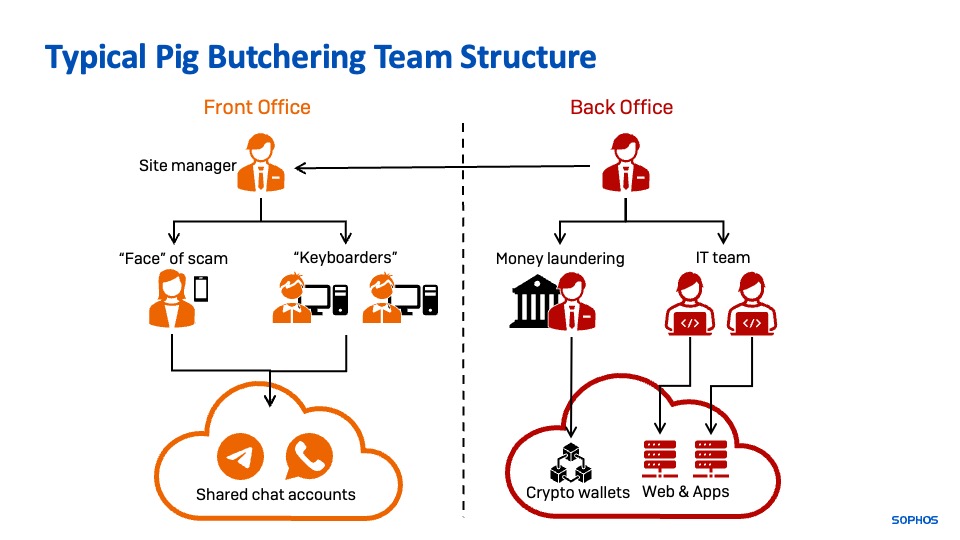 Typical Pig Butchering Team Structure
Front Office
Back Office
Site manager
“Face” of scam
“Keyboarders”
Money laundering
IT team
</>
</>
Shared chat accounts
Crypto wallets
Web & Apps
SOPHOS